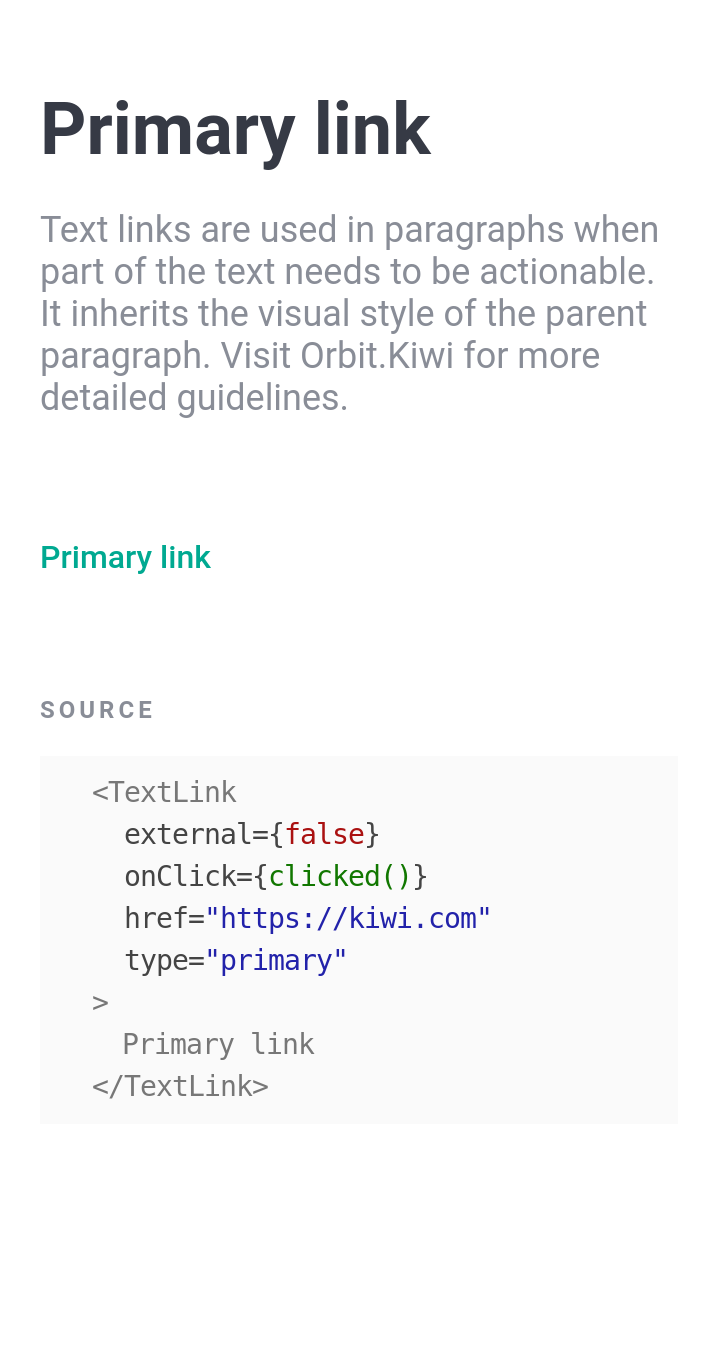 Primary link
Text links are used in paragraphs when
part of the text needs to be actionable.
It inherits the visual style of the parent
paragraph. Visit Orbit.Kiwi for more
detailed guidelines.
Primary link
SOURCE
<TextLink
  external={false}
  onClick={clicked()}
  href="https://kiwi.com"
  type="primary"
>
  Primary link
</TextLink>